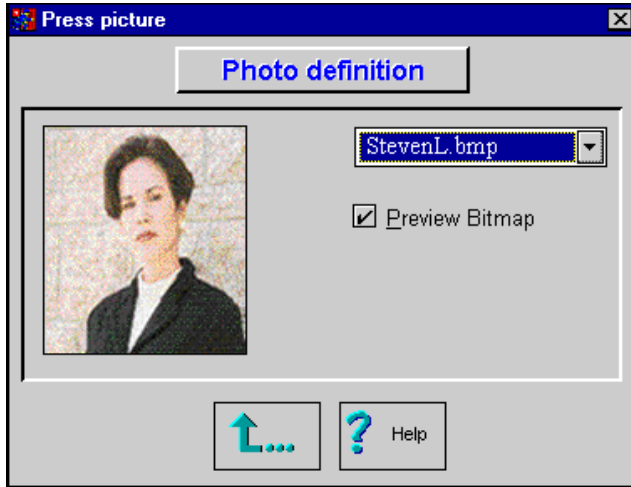 Press picture
Photo definition
StevenL.bmp
Preview Bitmap
...
? Help